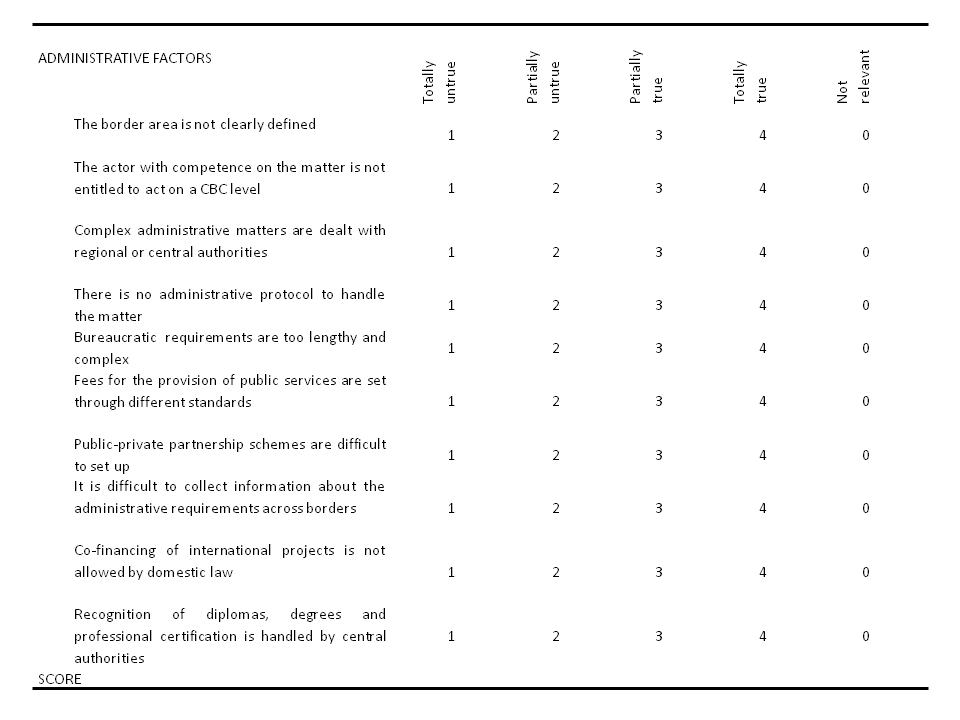 ADMINISTRATIVE FACTORS
Totally untrue
Partially untrue
Partially true
Totally true
Not relevant
The border area is not clearly defined
1 2 3 4 0
The actor with competence on the matter is not
entitled to act on a CBC level 1 2 3 4 0
Complex administrative matters are dealt with
regional or central authorities 1 2 3 4 0
There is no administrative protocol to handle
the matter 1 2 3 4 0
Bureaucratic requirements are too lengthy and
complex 1 2 3 4 0
Fees for the provision of public services are set
through different standards 1 2 3 4 0
Public-private partnership schemes are difficult
to set up 1 2 3 4 0
It is difficult to collect information about the
administrative requirements across borders 1 2 3 4 0
Co-financing of international projects is not
allowed by domestic law 1 2 3 4 0
Recognition of diplomas, degrees and
professional certification is handled by central 1 2 3 4 0
authorities
SCORE